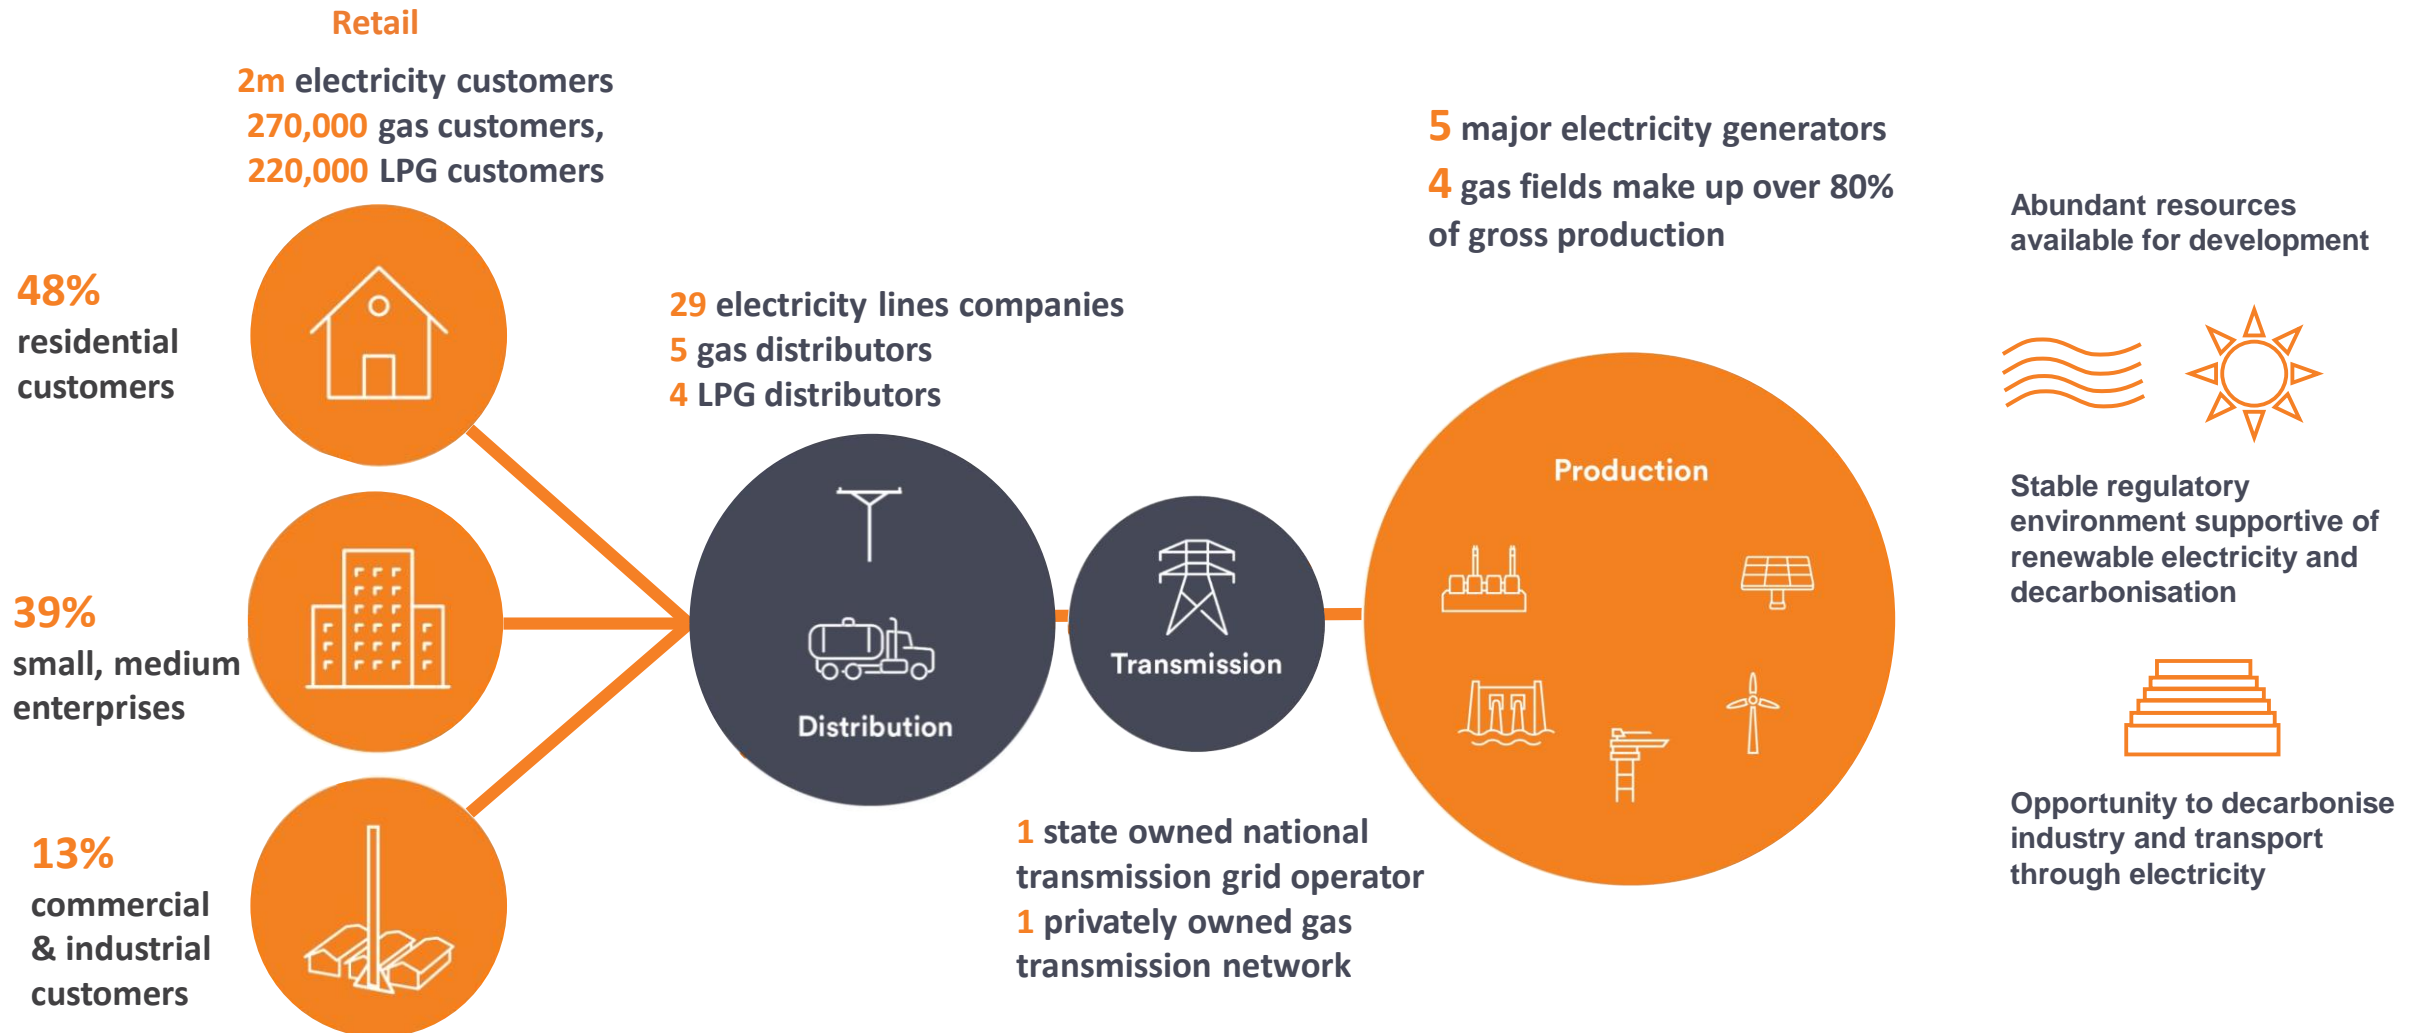 Retail
2m electricity customers
270,000 gas customers,
220,000 LPG customers
48%
residential
customers
39%
small, medium
enterprises
13%
commercial
& industrial
customers
29 electricity lines companies
5 gas distributors
4 LPG distributors
Distribution
Transmission
1 state owned national
transmission grid operator
1 privately owned gas
transmission network
5 major electricity generators
4 gas fields make up over 80%
of gross production
Production
Abundant resources
available for development
Stable regulatory
environment supportive of
renewable electricity and
decarbonisation
Opportunity to decarbonise
industry and transport
through electricity